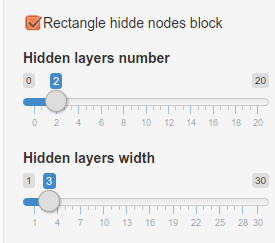 Rectangle hidde nodes block
Hidden layers number
0 2 20
0 2 4 6 8 10 12 14 16 18 20
Hidden layers width
1 3 30
1 4 7 10 13 16 19 22 25 28 30